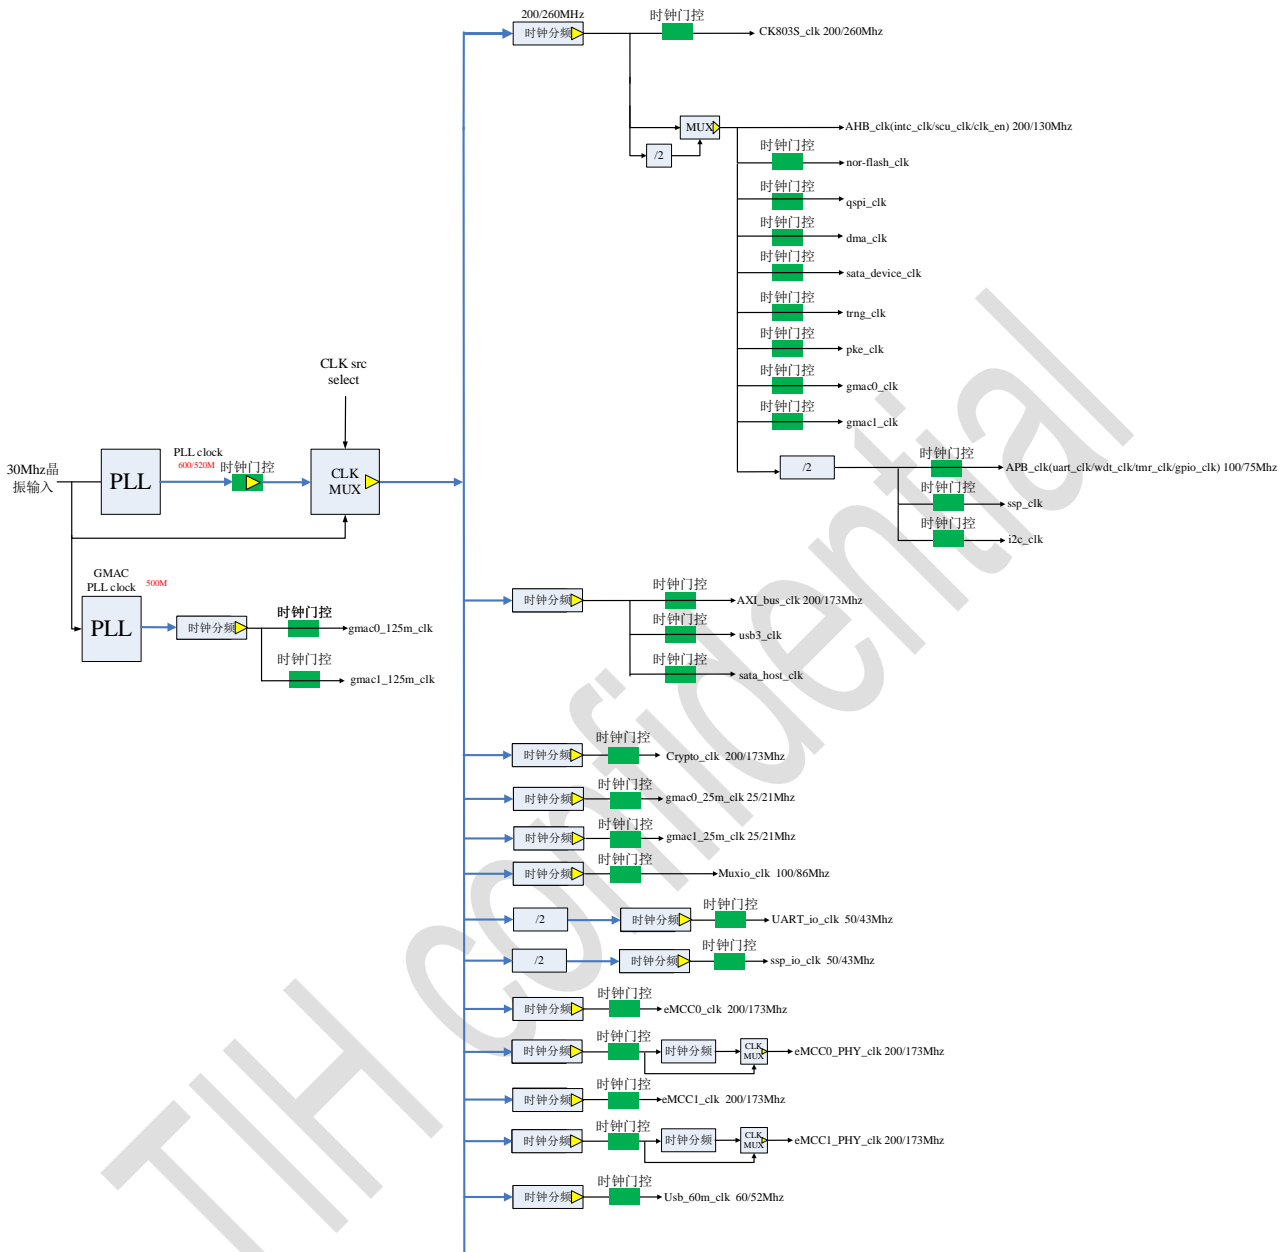 200/260MHz
时钟分频
时钟门控
CK803S_clk 200/260Mhz
MUX
/2
AHB_clk(intc_clk/scu_clk/clk_en) 200/130Mhz
时钟门控
nor-flash_clk
时钟门控
qspi_clk
时钟门控
dma_clk
时钟门控
sata_device_clk
时钟门控
trng_clk
时钟门控
pke_clk
时钟门控
gmac0_clk
时钟门控
gmac1_clk
/2
时钟门控
APB_clk(uart_clk/wdt_clk/tmr_clk/gpio_clk) 100/75Mhz
时钟门控
ssp_clk
时钟门控
i2c_clk
CLK src
select
30Mhz晶
振输入
PLL
PLL clock
600/520M
时钟门控
CLK
MUX
GMAC
PLL clock
500M
PLL
时钟分频
时钟门控
gmac0_125m_clk
时钟门控
gmac1_125m_clk
时钟分频
时钟门控
AXI_bus_clk 200/173Mhz
时钟门控
usb3_clk
时钟门控
sata_host_clk
时钟分频
时钟门控
Crypto_clk 200/173Mhz
时钟分频
时钟门控
gmac0_25m_clk 25/21Mhz
时钟分频
时钟门控
gmac1_25m_clk 25/21Mhz
时钟分频
时钟门控
Muxio_clk 100/86Mhz
/2
时钟分频
时钟门控
UART_io_clk 50/43Mhz
/2
时钟分频
时钟门控
ssp_io_clk 50/43Mhz
时钟分频
时钟门控
eMCC0_clk 200/173Mhz
时钟分频
时钟门控
时钟分频
CLK
MUX
eMCC0_PHY_clk 200/173Mhz
时钟分频
时钟门控
eMCC1_clk 200/173Mhz
时钟分频
时钟门控
时钟分频
CLK
MUX
eMCC1_PHY_clk 200/173Mhz
时钟分频
时钟门控
Usb_60m_clk 60/52Mhz
TIH confidential